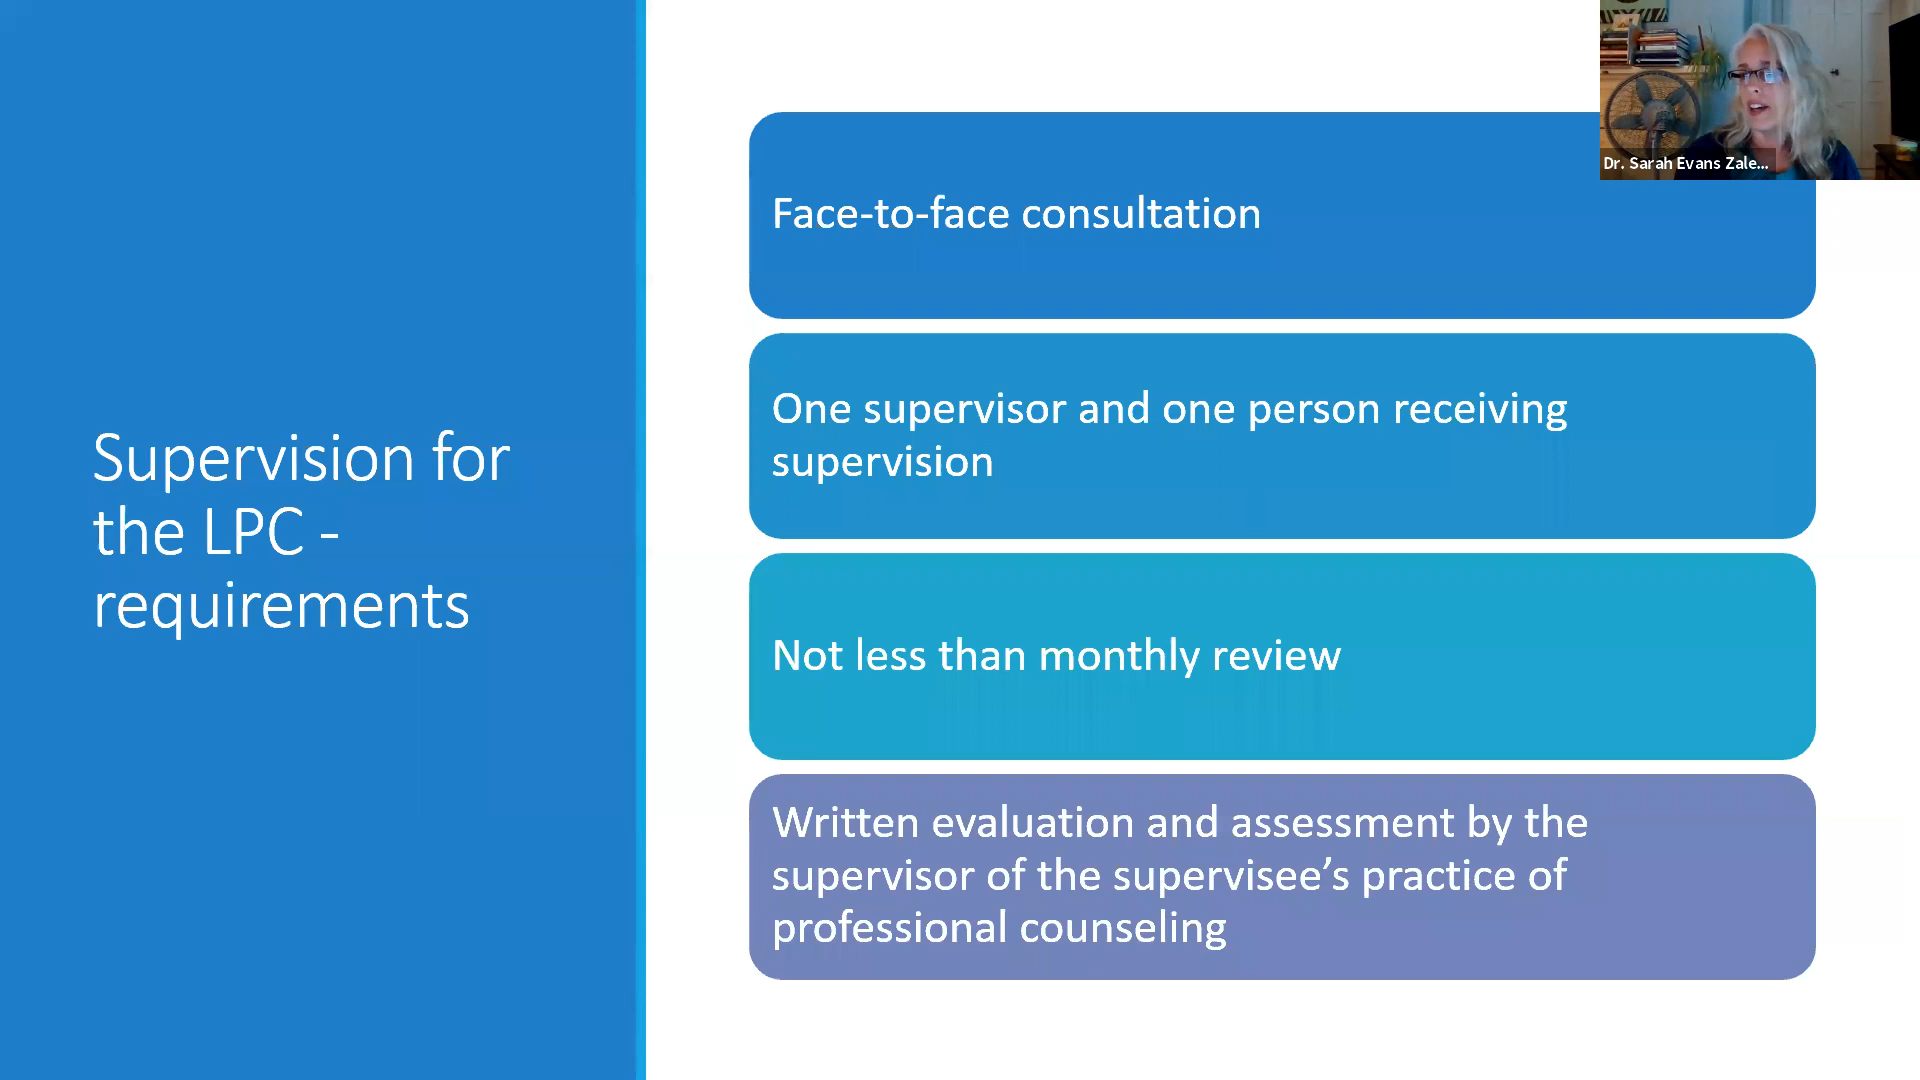 Supervision for
the LPC -
requirements
Face-to-face consultation
One supervisor and one person receiving
supervision
Not less than monthly review
Written evaluation and assessment by the
supervisor of the supervisee’s practice of
professional counseling
Dr. Sarah Evans Zale...